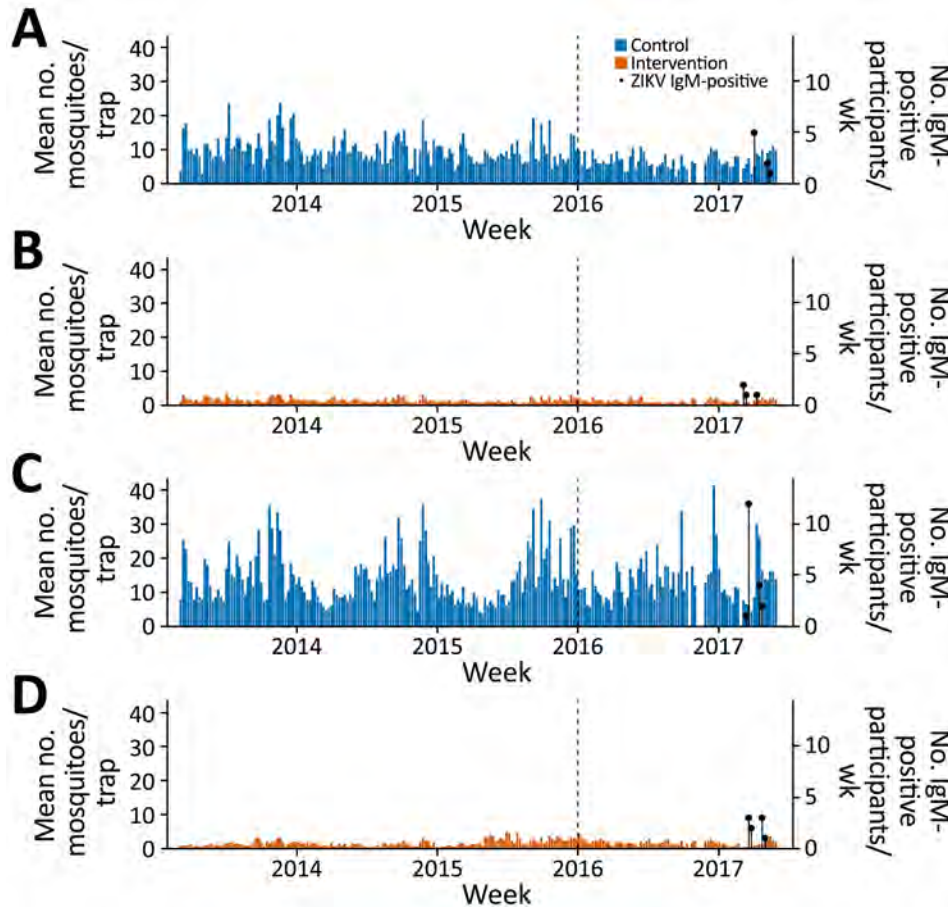 A
Mean no.
mosquitoes/
trap
40
30
20
10
0
Control
Intervention
ZIKV IgM-positive
10
5
0
No. IgM-
positive
participants/
wk
2014
2015
2016
2017
Week
B
Mean no.
mosquitoes/
trap
40
30
20
10
0
10
5
0
No. IgM-
positive
participants/
wk
2014
2015
2016
2017
Week
C
Mean no.
mosquitoes/
trap
40
30
20
10
0
10
5
0
No. IgM-
positive
participants/
wk
2014
2015
2016
2017
Week
D
Mean no.
mosquitoes/
trap
40
30
20
10
0
10
5
0
No. IgM-
positive
participants/
wk
2014
2015
2016
2017
Week